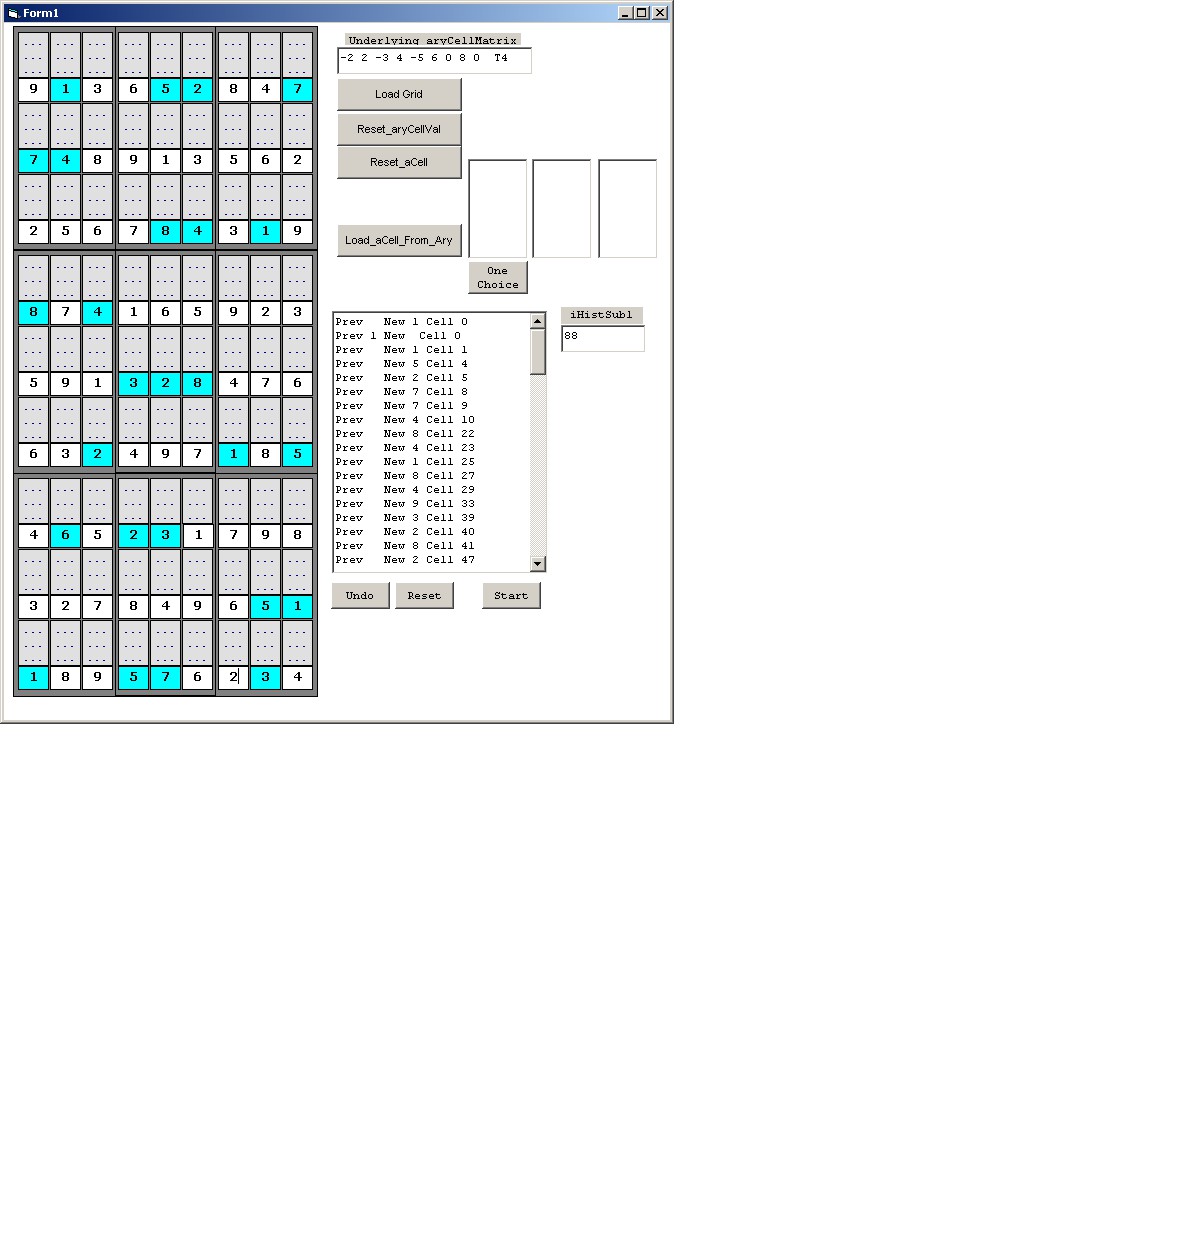 Form1
9 1 3 6 5 2 8 4 7
7 4 8 9 1 3 5 6 2
2 5 6 7 8 4 3 1 9
8 7 4 1 6 5 9 2 3
5 9 1 3 2 8 4 7 6
6 3 2 4 9 7 1 8 5
4 6 5 2 3 1 7 9 8
3 2 7 8 4 9 6 5 1
1 8 9 5 7 6 2 3 4
Underlying aryCellMatrix
-2 2 -3 4 -5 6 0 8 0 T4
Load Grid
Reset_aryCellVal
Reset_aCell
Load_aCell_From_Ary
One
Choice
Prev New 1 Cell 0
Prev 1 New Cell 0
Prev New 1 Cell 1
Prev New 5 Cell 4
Prev New 2 Cell 5
Prev New 7 Cell 8
Prev New 7 Cell 9
Prev New 4 Cell 10
Prev New 8 Cell 22
Prev New 4 Cell 23
Prev New 1 Cell 25
Prev New 8 Cell 27
Prev New 4 Cell 29
Prev New 9 Cell 33
Prev New 3 Cell 39
Prev New 2 Cell 40
Prev New 8 Cell 41
Prev New 2 Cell 47
iHistSub1
88
Undo
Reset
Start